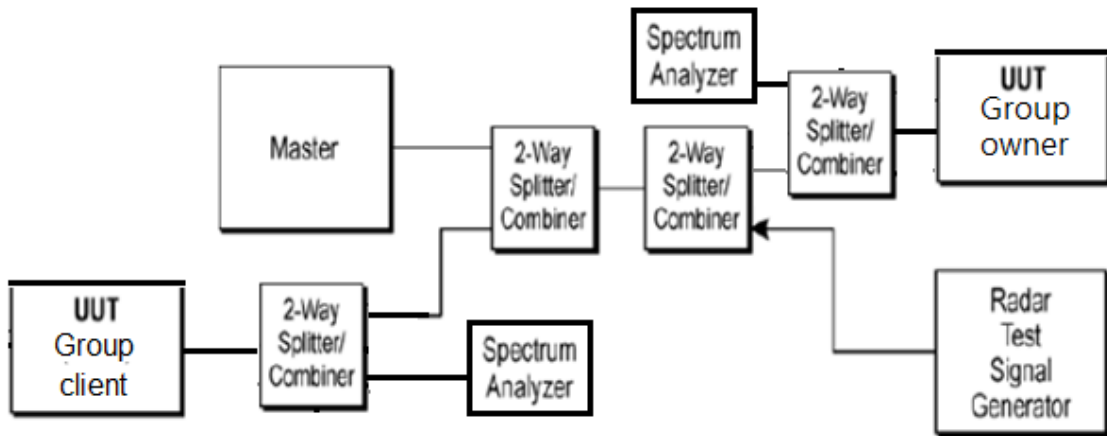 Spectrum
Analyzer
UUT
Group
owner
2-Way
Splitter/
Combiner
Master
2-Way
Splitter/
Combiner
2-Way
Splitter/
Combiner
UUT
Group
client
2-Way
Splitter/
Combiner
Spectrum
Analyzer
Radar
Test
Signal
Generator